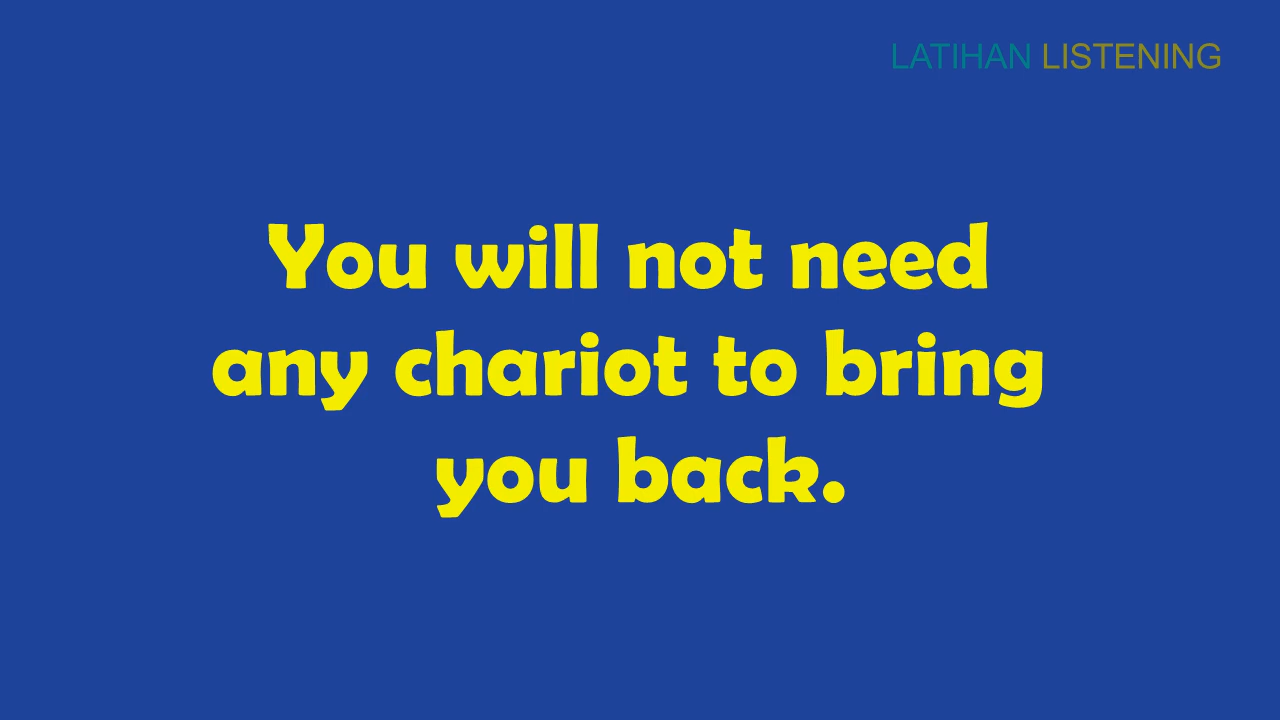 LATIHAN LISTENING
You will not need
any chariot to bring
you back.